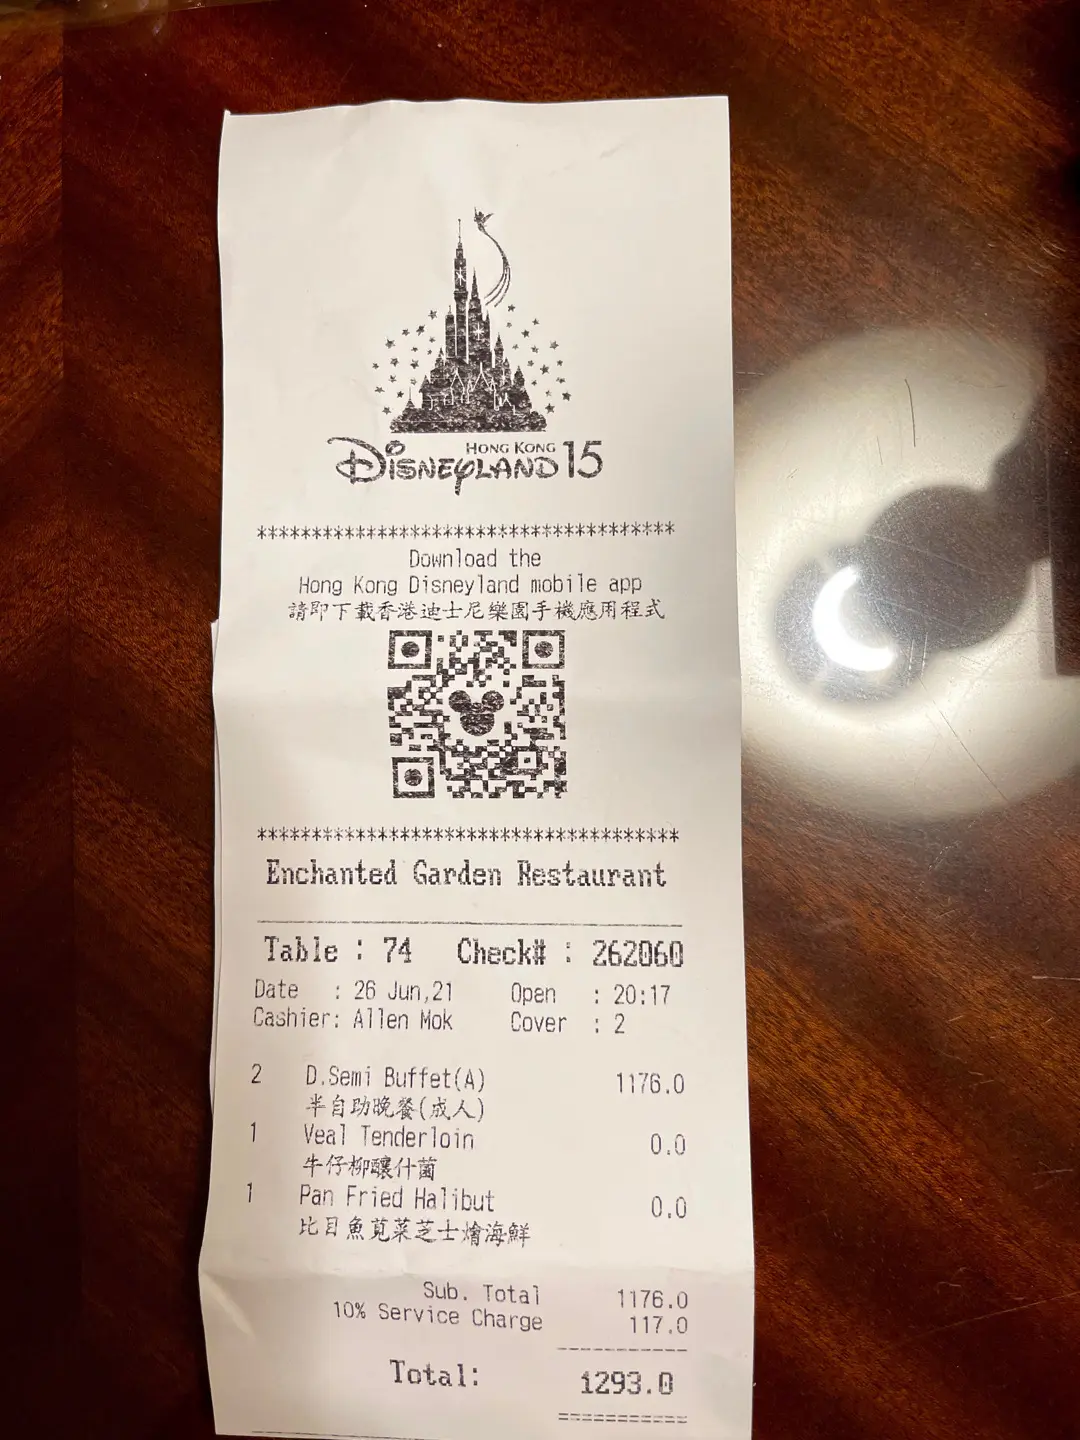 HONG KONG
DISNEYLAND 15
**************************************
Download the
Hong Kong Disneyland mobile app
請即下載香港迪士尼樂園手機應用程式
**************************************
Enchanted Garden Restaurant
Table : 74 Check# : 262060
Date : 26 Jun,21 Open : 20:17
Cashier: Allen Mok Cover : 2
2 D.Semi Buffet(A) 1176.0
半自助晚餐(成人)
1 Veal Tenderloin 0.0
牛仔柳釀什菌
1 Pan Fried Halibut 0.0
比目魚莧菜芝士燴海鮮
Sub. Total 1176.0
10% Service Charge 117.0
Total: 1293.0